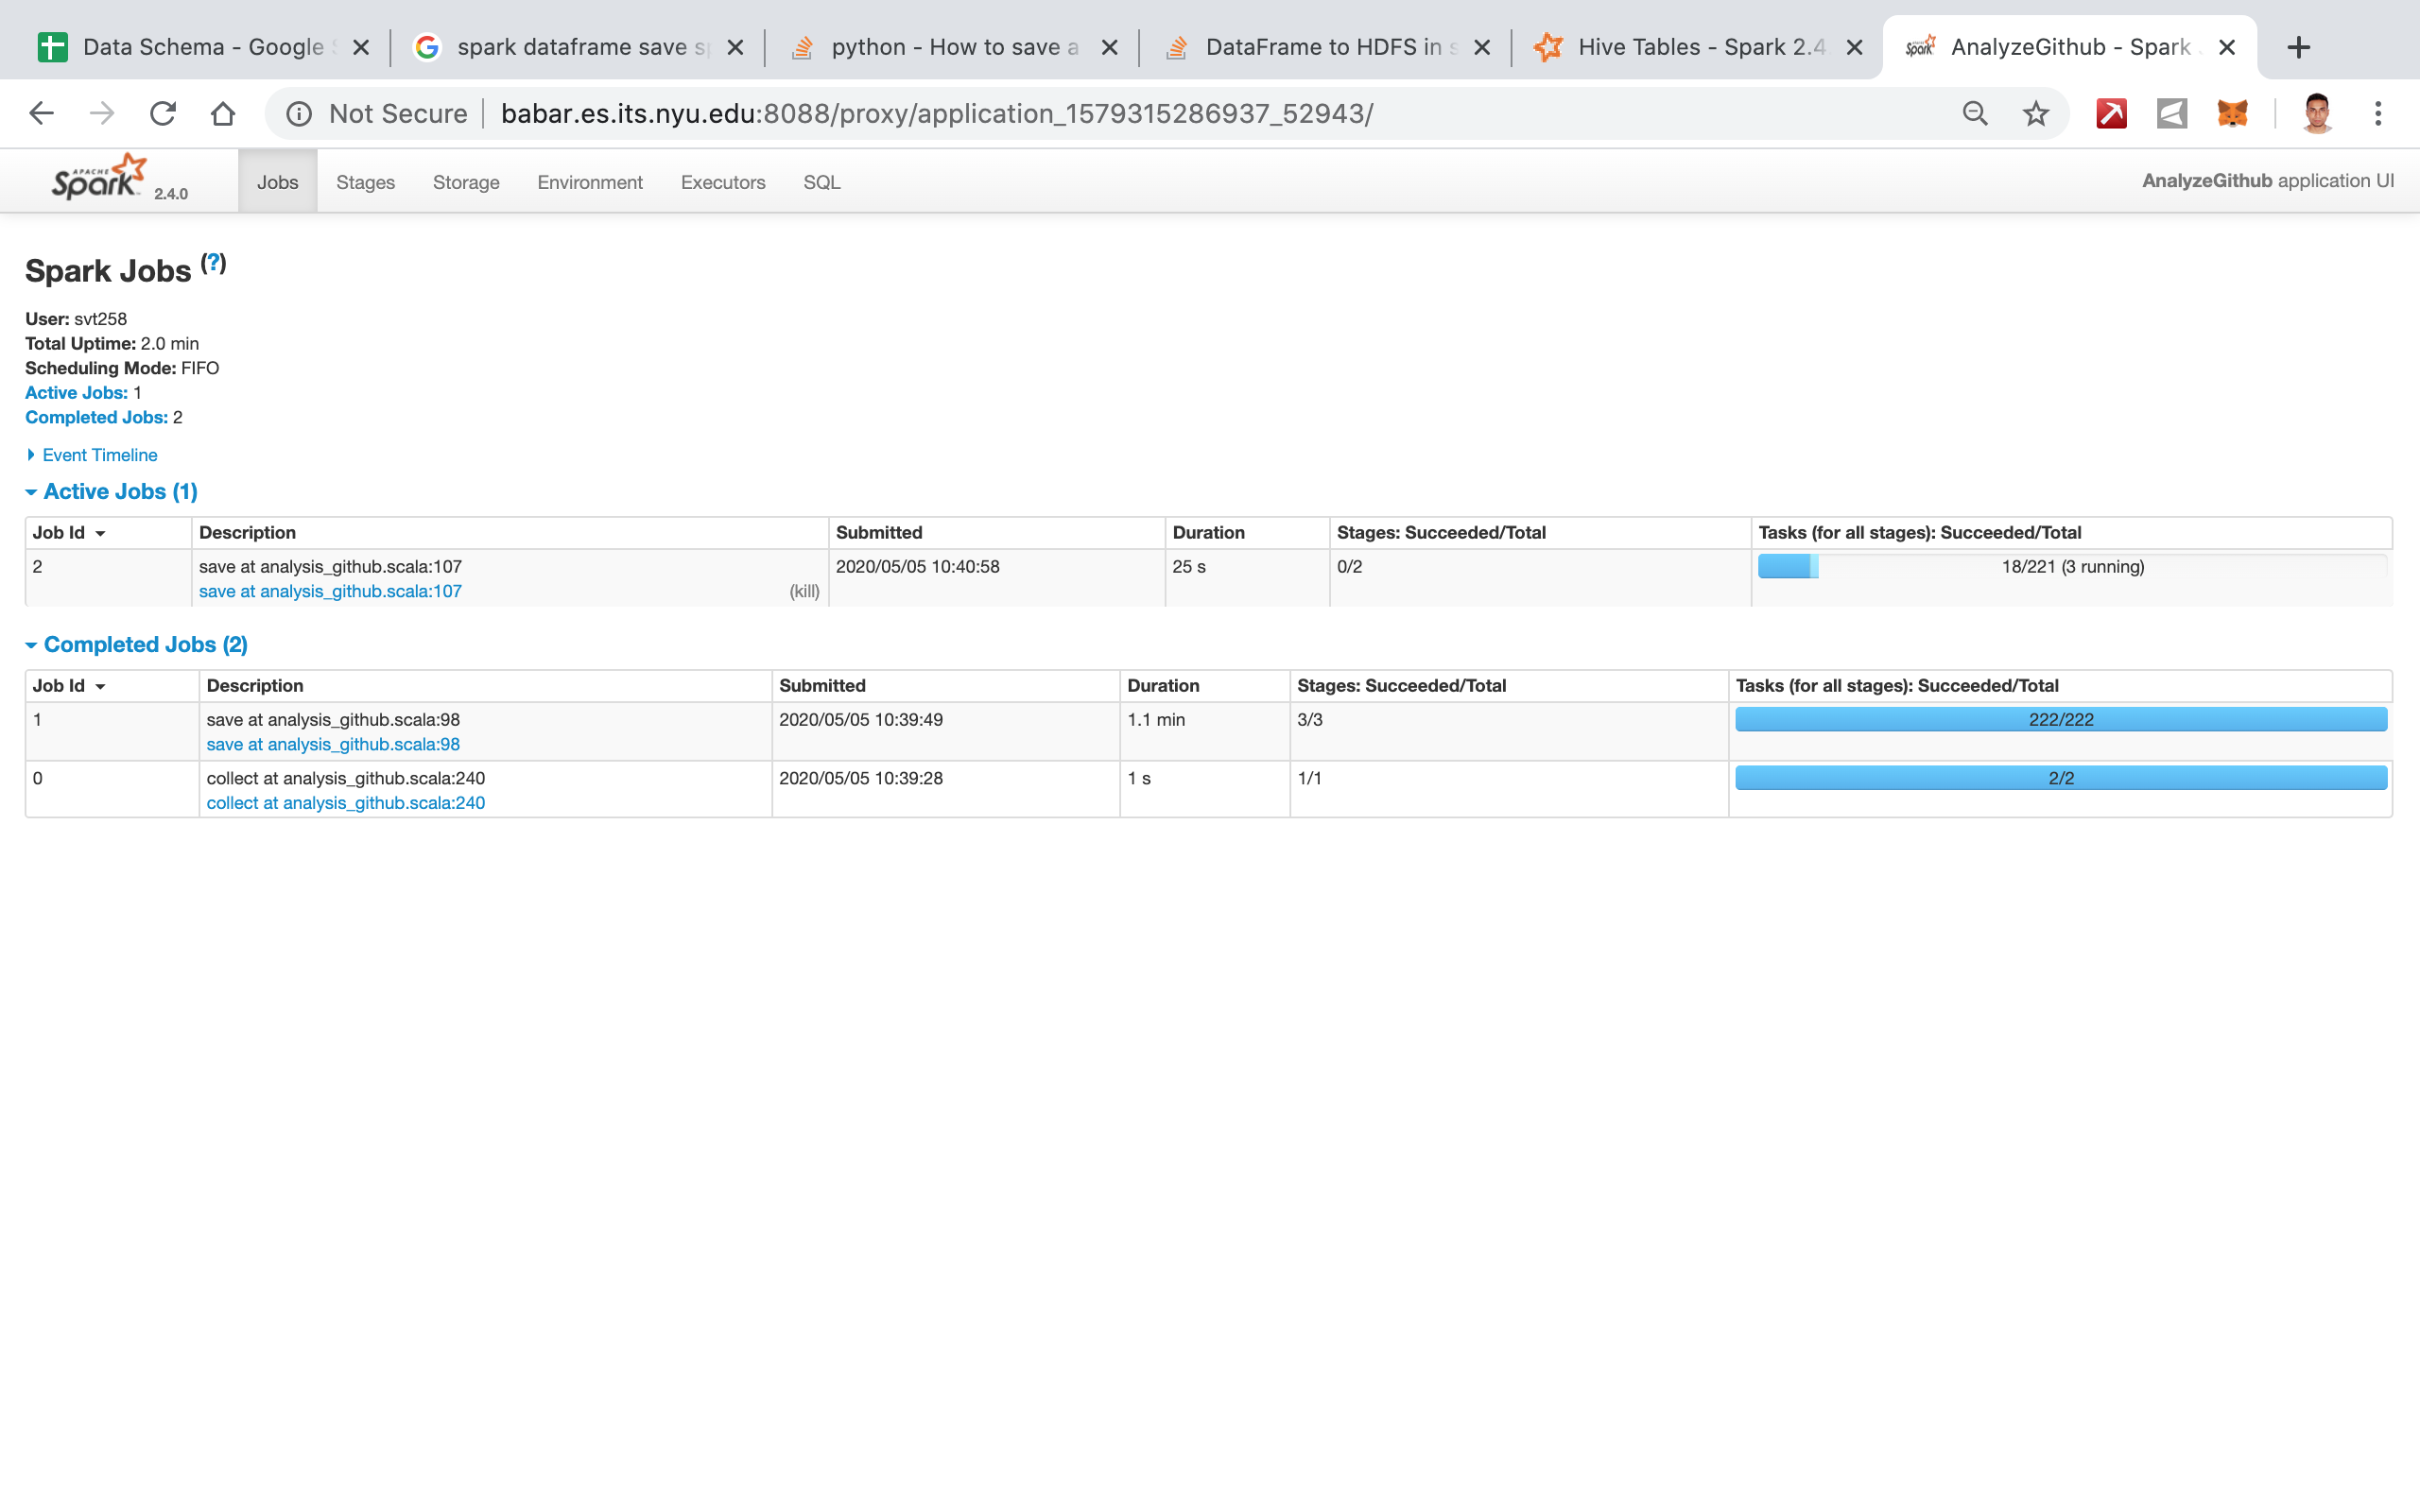 Data Schema - Google
spark dataframe save
python - How to save a
DataFrame to HDFS in
Hive Tables - Spark 2.4
AnalyzeGithub - Spark
Not Secure babar.es.its.nyu.edu:8088/proxy/application_1579315286937_52943/
APACHE Spark 2.4.0
Jobs Stages Storage Environment Executors SQL
AnalyzeGithub application UI
Spark Jobs (?)
User: svt258
Total Uptime: 2.0 min
Scheduling Mode: FIFO
Active Jobs: 1
Completed Jobs: 2
Event Timeline
Active Jobs (1)
Job Id Description Submitted Duration Stages: Succeeded/Total Tasks (for all stages): Succeeded/Total
2 save at analysis_github.scala:107 2020/05/05 10:40:58 25 s 0/2 18/221 (3 running)
save at analysis_github.scala:107 (kill)
Completed Jobs (2)
Job Id Description Submitted Duration Stages: Succeeded/Total Tasks (for all stages): Succeeded/Total
1 save at analysis_github.scala:98 2020/05/05 10:39:49 1.1 min 3/3 222/222
save at analysis_github.scala:98
0 collect at analysis_github.scala:240 2020/05/05 10:39:28 1 s 1/1 2/2
collect at analysis_github.scala:240